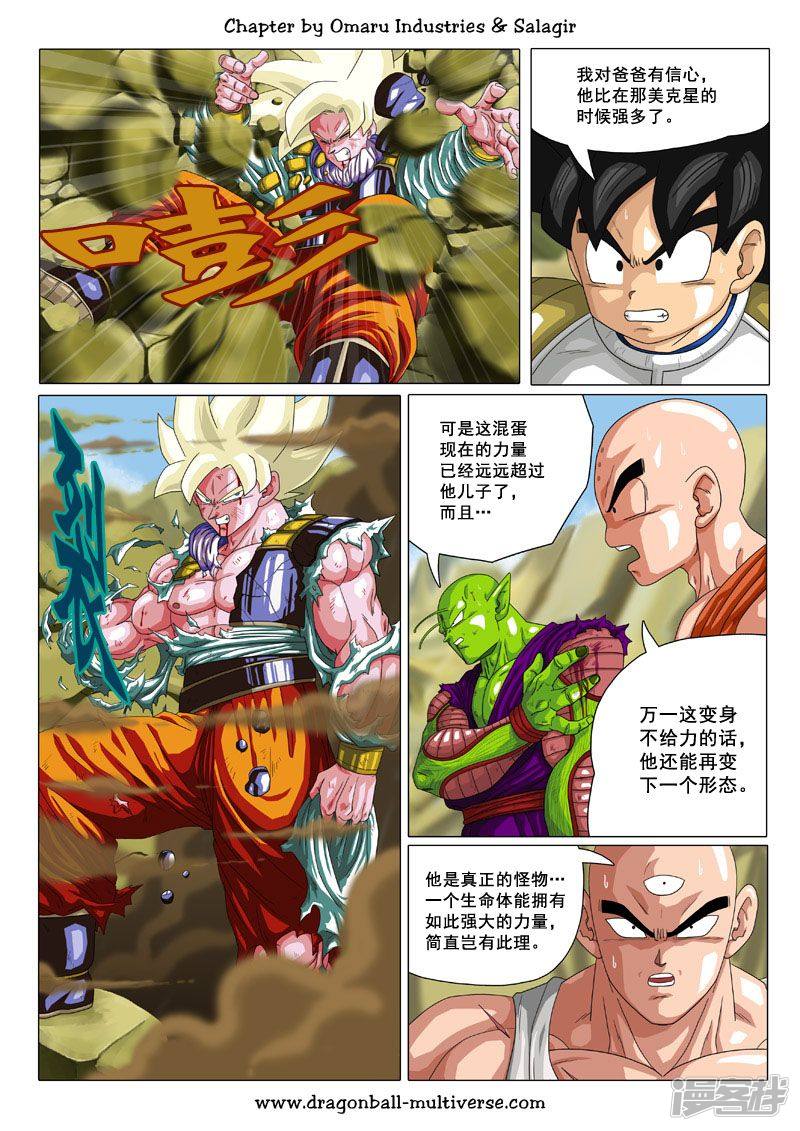 Chapter by Omaru Industries & Salagir
我对爸爸有信心，
他比在那美克星的
时候强多了。
嘭
可是这混蛋
现在的力量
已经远远超过
他儿子了，
而且…
万一这变身
不给力的话，
他还能再变
下一个形态。
他是真正的怪物…
一个生命体能拥有
如此强大的力量，
简直岂有此理。
www.dragonball-multiverse.com
漫客栈